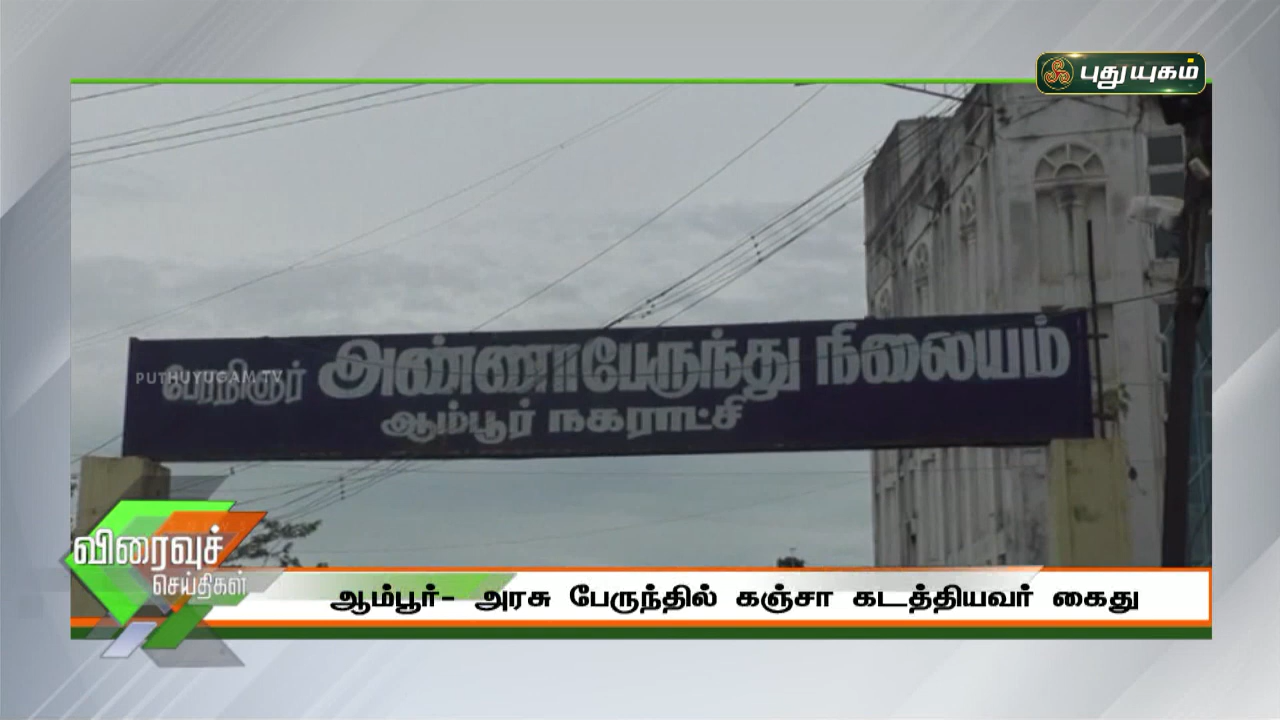 புதுயுகம்
பேரறிஞர் அண்ணாபேருந்து நிலையம்
PUTHUYUGAM TV
ஆம்பூர் நகராட்சி
விரைவுச்
செய்திகள்
ஆம்பூர்- அரசு பேருந்தில் கஞ்சா கடத்தியவர் கைது